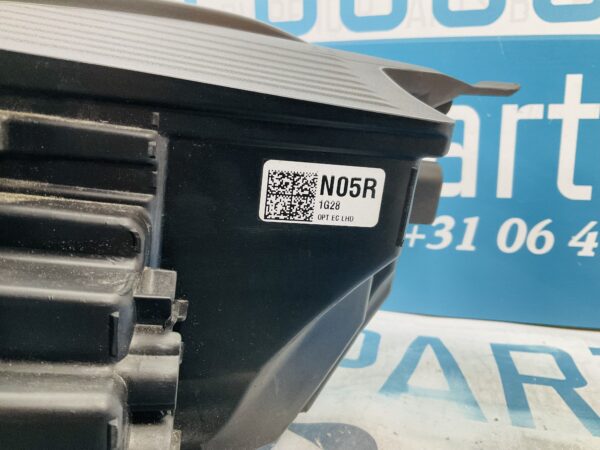 N05R
1G28
OPT EC LHD
art
+31 06 4
PART